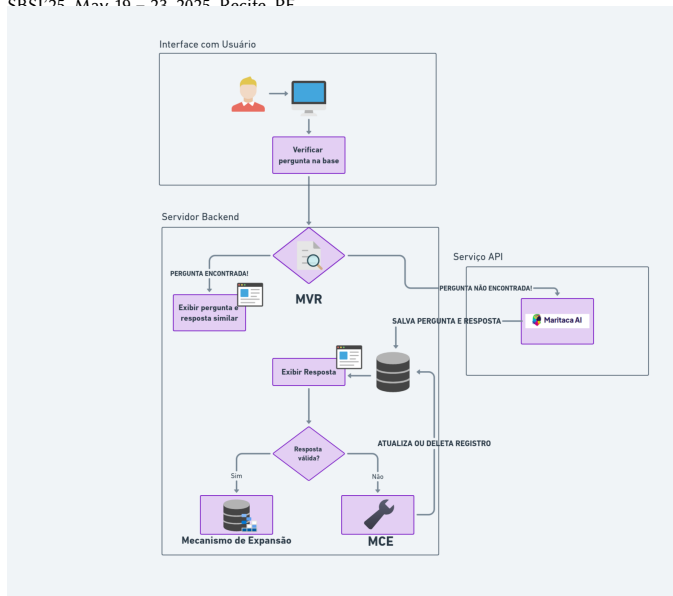 SBSI'25, May 19 – 23, 2025, Recife, PE
Interface com Usuário
Verificar
pergunta na base
Servidor Backend
Serviço API
PERGUNTA ENCONTRADA!
PERGUNTA NÃO ENCONTRADA!
MVR
Exibir pergunta e
resposta similar
SALVA PERGUNTA E RESPOSTA
Maritaca AI
Exibir Resposta
Resposta
válida?
ATUALIZA OU DELETA REGISTRO
Sim
Não
Mecanismo de Expansão
MCE